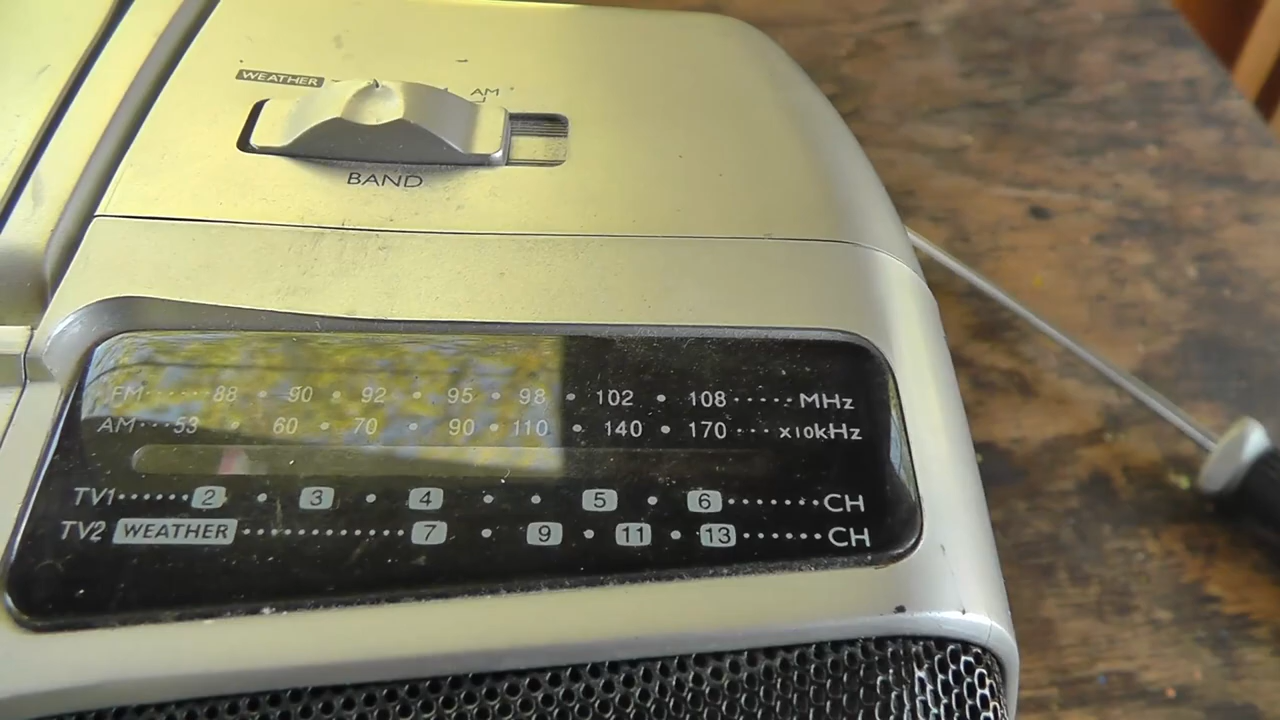 WEATHER
AM
BAND
FM 88 90 92 95 98 102 108 MHz
AM 53 60 70 90 110 140 170 x10kHz
TV1 2 3 4 5 6 CH
TV2 WEATHER 7 9 11 13 CH